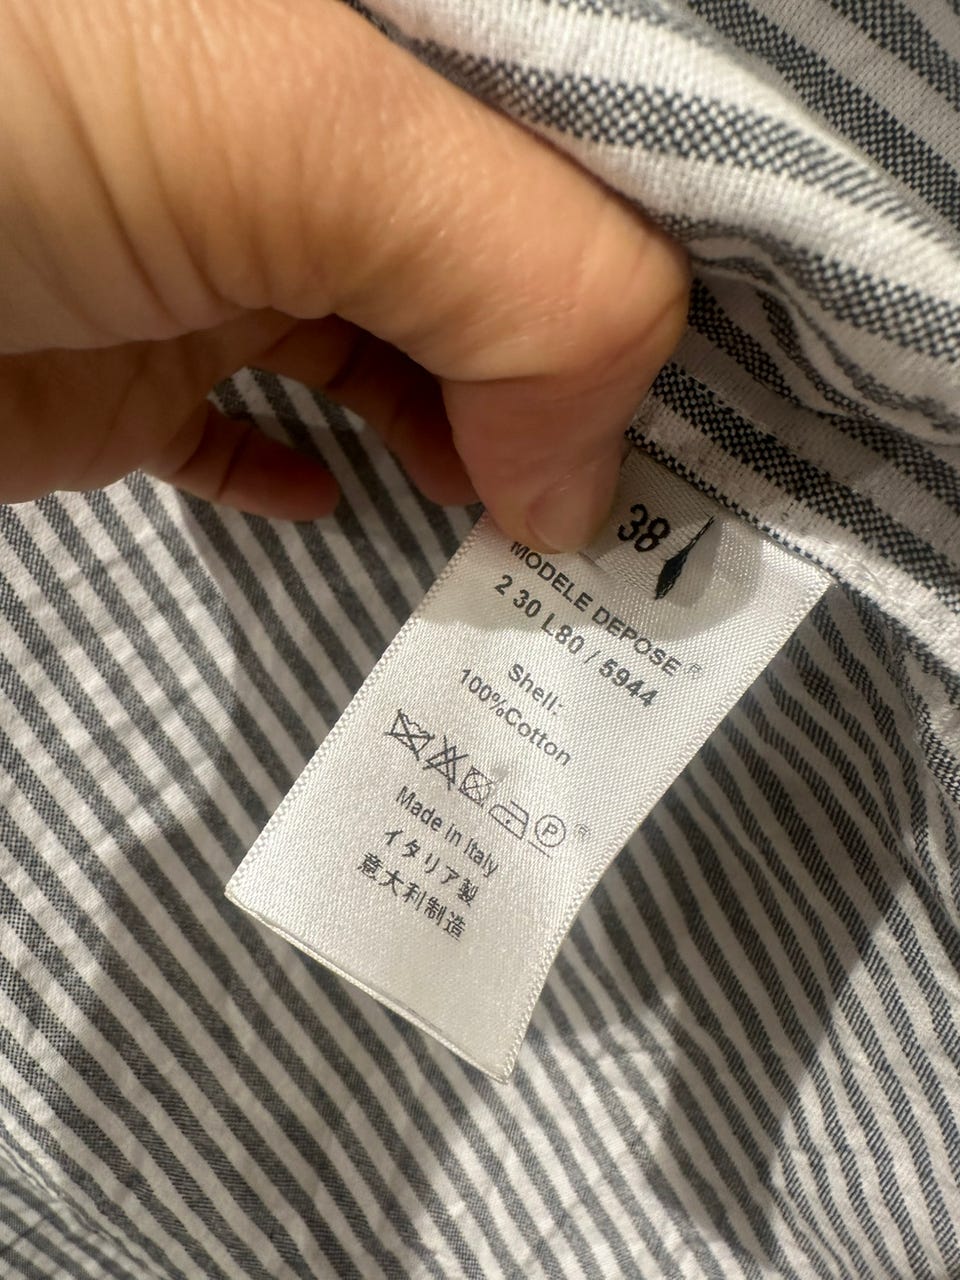 38
MODELE DEPOSE ®
2 30 L80 / 5944
Shell:
100%Cotton
P ®
Made in Italy
イタリア製
意大利制造